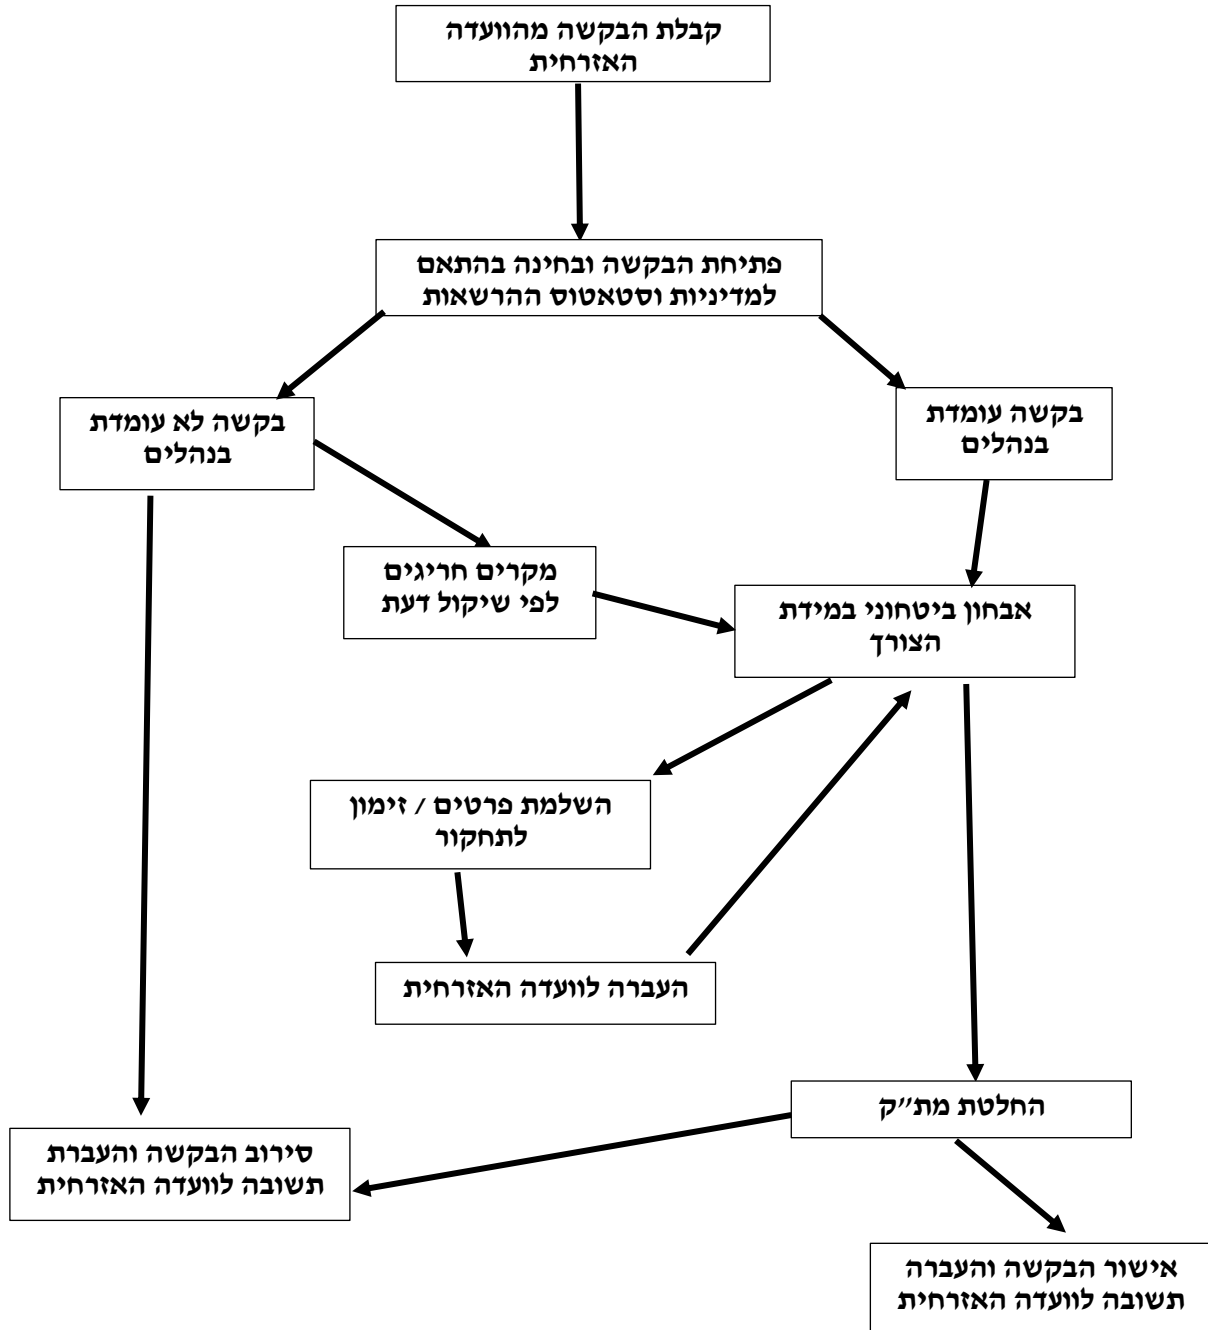 קבלת הבקשה מהוועדה
האזרחית
פתיחת הבקשה ובחינה בהתאם
למדיניות וסטאטוס ההרשאות
בקשה עומדת
בנהלים
בקשה לא עומדת
בנהלים
מקרים חריגים
לפי שיקול דעת
אבחון ביטחוני במידת
הצורך
השלמת פרטים / זימון
לתחקור
העברה לוועדה האזרחית
החלטת מת״ק
סירוב הבקשה והעברת
תשובה לוועדה האזרחית
אישור הבקשה והעברה
תשובה לוועדה האזרחית